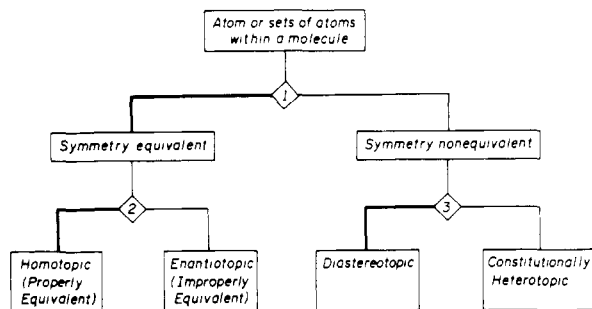 Atom or sets of atoms
within a molecule
1
Symmetry equivalent
Symmetry nonequivalent
2
3
Homotopic
(Properly
Equivalent)
Enantiotopic
(Improperly
Equivalent)
Diastereotopic
Constitutionally
Heterotopic